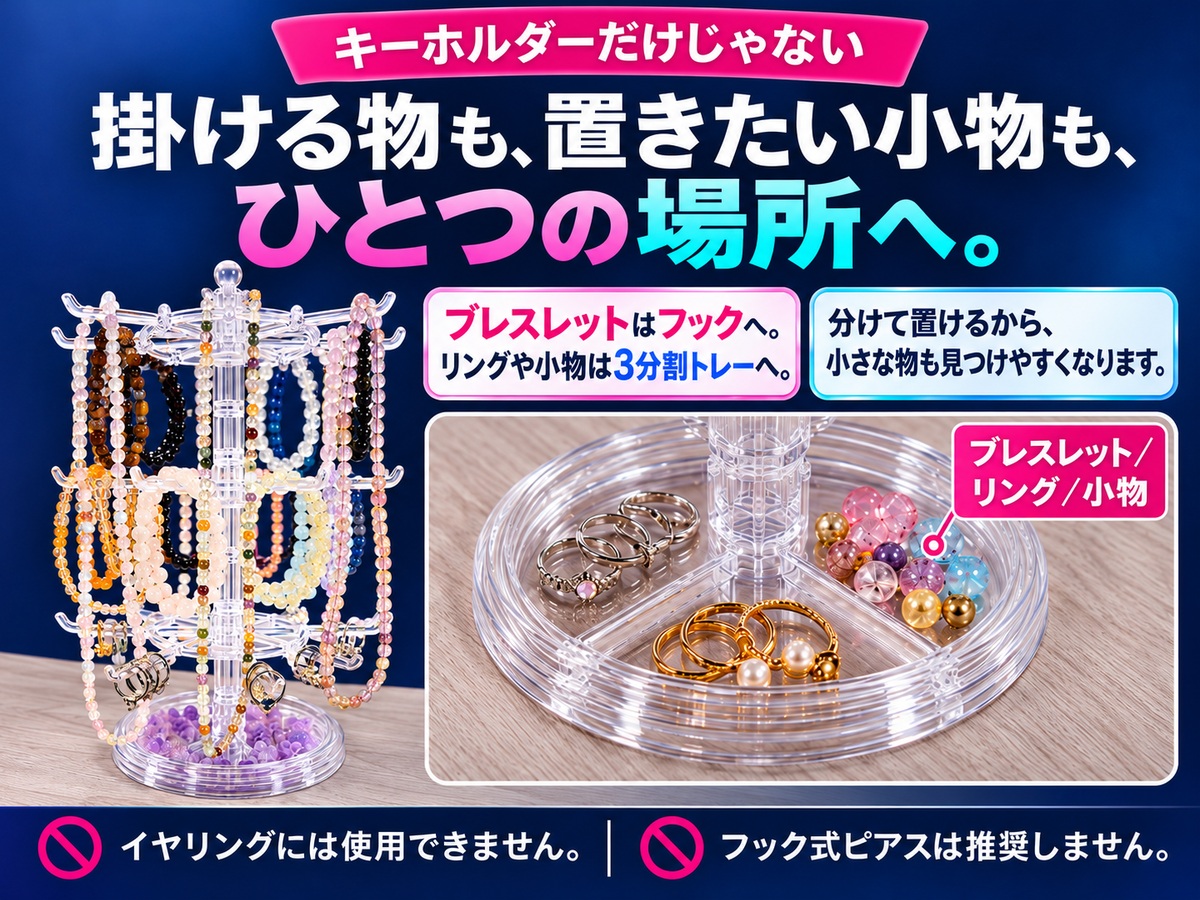 キーホルダーだけじゃない
掛ける物も、置きたい小物も、
ひとつの場所へ。
ブレスレットはフックへ。
リングや小物は3分割トレーへ。
分けて置けるから、
小さな物も見つけやすくなります。
ブレスレット/
リング/小物
イヤリングには使用できません。
フック式ピアスは推奨しません。